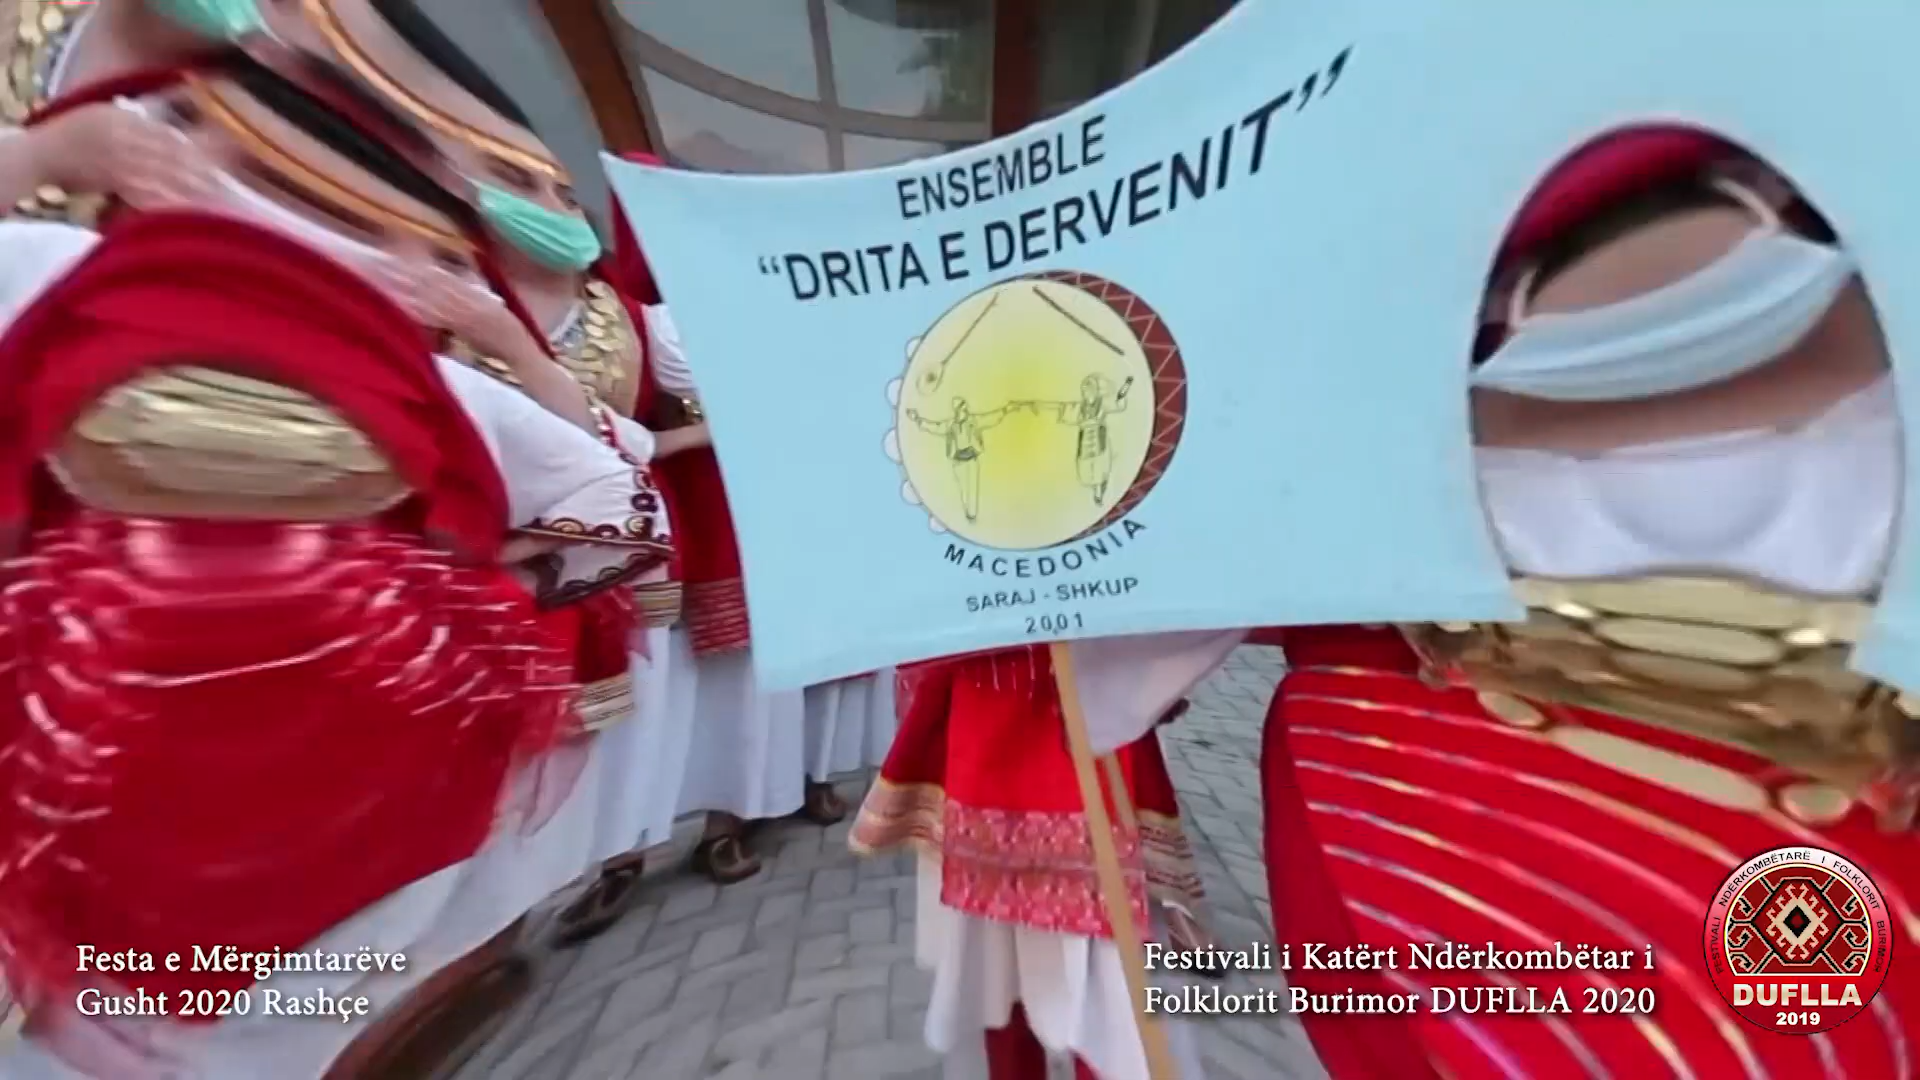 ENSEMBLE
“DRITA E DERVENIT”
MACEDONIA
SARAJ - SHKUP
2001
Festa e Mërgimtarëve
Gusht 2020 Rashçe
Festivali i Katërt Ndërkombëtar i
Folklorit Burimor DUFLLA 2020
FESTIVALI NDËRKOMBËTARË I FOLKLORIT BURIMOR
DUFLLA
2019